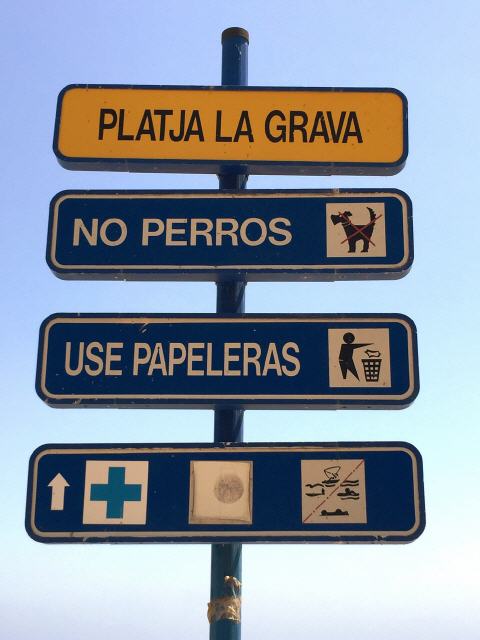 PLATJA LA GRAVA
NO PERROS
USE PAPELERAS